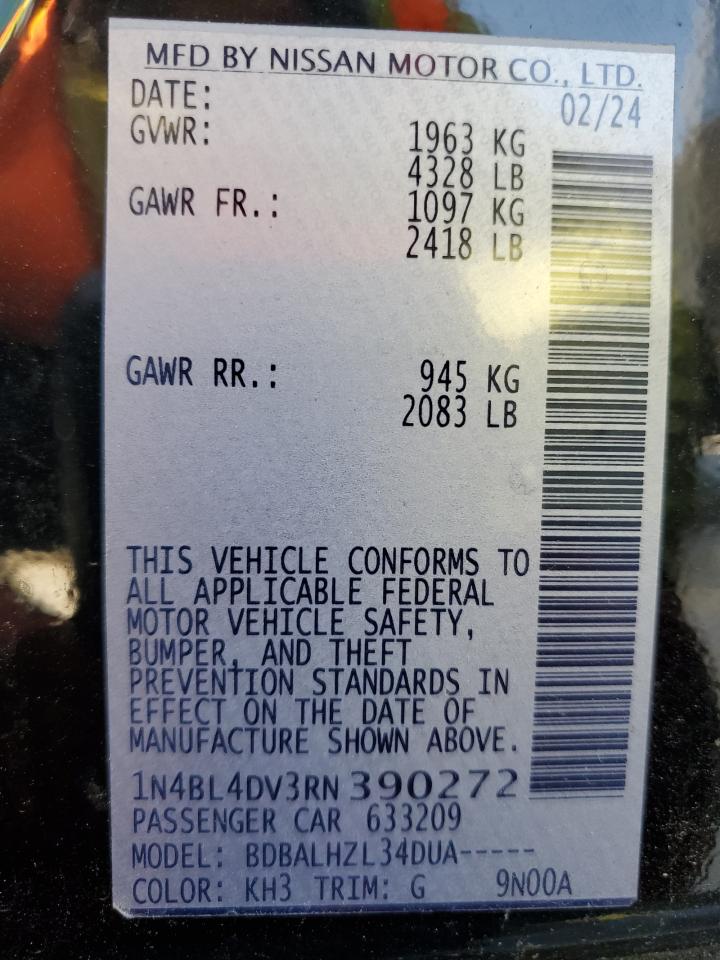 MFD BY NISSAN MOTOR CO., LTD.
DATE: 02/24
GVWR: 1963 KG
4328 LB
GAWR FR.: 1097 KG
2418 LB
GAWR RR.: 945 KG
2083 LB
THIS VEHICLE CONFORMS TO
ALL APPLICABLE FEDERAL
MOTOR VEHICLE SAFETY,
BUMPER, AND THEFT
PREVENTION STANDARDS IN
EFFECT ON THE DATE OF
MANUFACTURE SHOWN ABOVE.
1N4BL4DV3RN 390272
PASSENGER CAR 633209
MODEL: BDBALHZL34DUA-----
COLOR: KH3 TRIM: G 9N00A